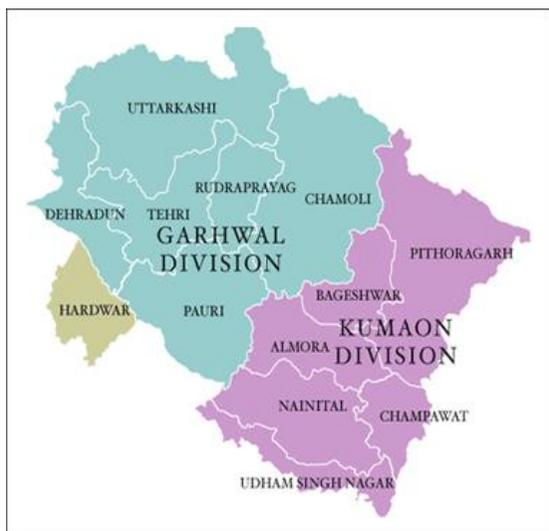 UTTARKASHI
RUDRAPRAYAG
CHAMOLI
DEHRADUN
TEHRI
GARHWAL
DIVISION
PITHORAGARH
HARDWAR
PAURI
BAGESHWAR
KUMAON
DIVISION
ALMORA
NAINITAL
CHAMPAWAT
UDHAM SINGH NAGAR